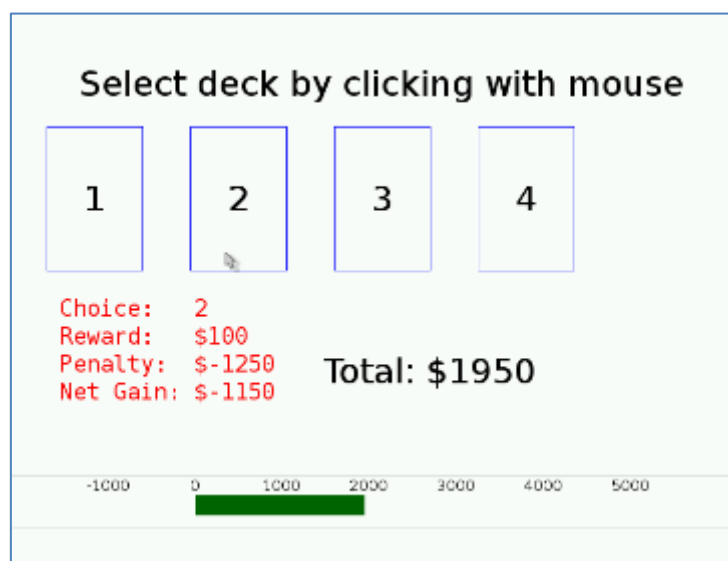 Select deck by clicking with mouse
1 2 3 4
Choice: 2
Reward: $100
Penalty: $-1250
Net Gain: $-1150
Total: $1950
-1000 0 1000 2000 3000 4000 5000